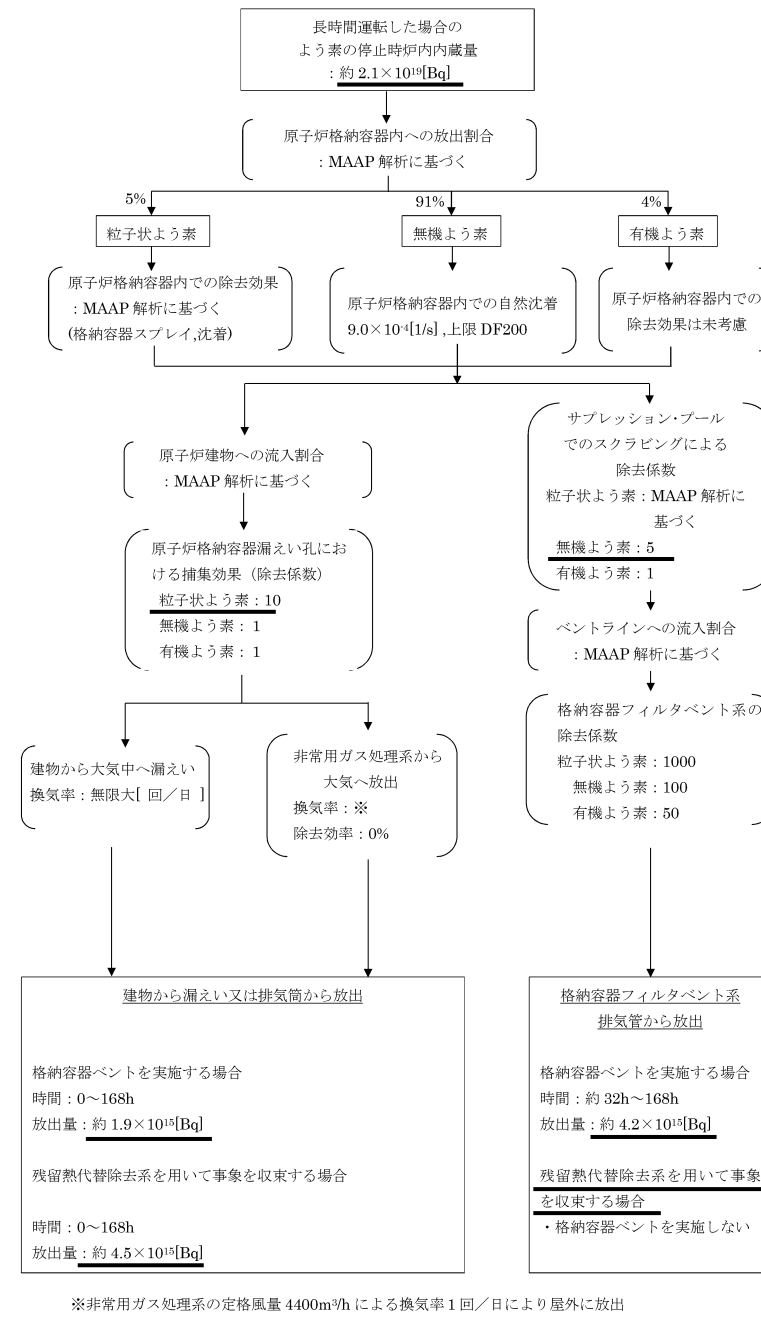 長時間運転した場合の
よう素の停止時炉内内蔵量
：約 2.1×10¹⁹[Bq]
原子炉格納容器内への放出割合
：MAAP 解析に基づく
5%
91%
4%
粒子状よう素
無機よう素
有機よう素
原子炉格納容器内での除去効果
：MAAP 解析に基づく
(格納容器スプレイ,沈着)
原子炉格納容器内での自然沈着
9.0×10⁻⁴[1/s] ,上限 DF200
原子炉格納容器内での
除去効果は未考慮
原子炉建物への流入割合
：MAAP 解析に基づく
原子炉格納容器漏えい孔にお
ける捕集効果（除去係数）
粒子状よう素：10
無機よう素：1
有機よう素：1
建物から大気中へ漏えい
換気率：無限大[ 回／日 ]
非常用ガス処理系から
大気へ放出
換気率：※
除去効率：0%
サプレッション・プール
でのスクラビングによる
除去係数
粒子状よう素：MAAP 解析に
基づく
無機よう素：5
有機よう素：1
ベントラインへの流入割合
：MAAP 解析に基づく
格納容器フィルタベント系の
除去係数
粒子状よう素：1000
無機よう素：100
有機よう素：50
建物から漏えい又は排気筒から放出
格納容器ベントを実施する場合
時間：0～168h
放出量：約 1.9×10¹⁵[Bq]
残留熱代替除去系を用いて事象を収束する場合
時間：0～168h
放出量：約 4.5×10¹⁵[Bq]
格納容器フィルタベント系
排気管から放出
格納容器ベントを実施する場合
時間：約 32h～168h
放出量：約 4.2×10¹⁵[Bq]
残留熱代替除去系を用いて事象
を収束する場合
・格納容器ベントを実施しない
※非常用ガス処理系の定格風量 4400m³/h による換気率 1 回／日により屋外に放出